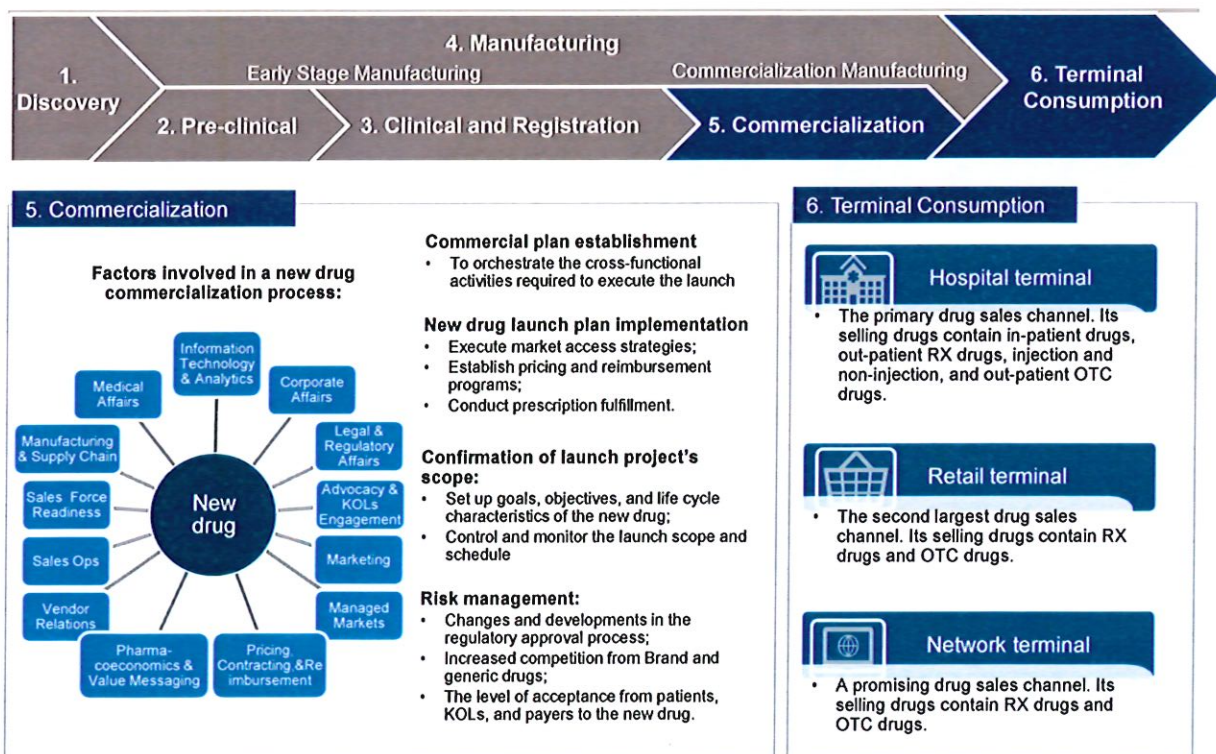 4. Manufacturing
1.
Discovery
Early Stage Manufacturing
Commercialization Manufacturing
6. Terminal
Consumption
2. Pre-clinical
3. Clinical and Registration
5. Commercialization
5. Commercialization
Factors involved in a new drug
commercialization process:
Information
Technology
& Analytics
Corporate
Affairs
Legal &
Regulatory
Affairs
Advocacy &
KOLs
Engagement
Marketing
Managed
Markets
Pricing,
Contracting,&Re
imbursement
Pharma-
coeconomics &
Value Messaging
Vendor
Relations
Sales Ops
Sales Force
Readiness
Manufacturing
& Supply Chain
Medical
Affairs
New
drug
Commercial plan establishment
• To orchestrate the cross-functional
activities required to execute the launch
New drug launch plan implementation
• Execute market access strategies;
• Establish pricing and reimbursement
programs;
• Conduct prescription fulfillment.
Confirmation of launch project's
scope:
• Set up goals, objectives, and life cycle
characteristics of the new drug;
• Control and monitor the launch scope and
schedule
Risk management:
• Changes and developments in the
regulatory approval process;
• Increased competition from Brand and
generic drugs;
• The level of acceptance from patients,
KOLs, and payers to the new drug.
6. Terminal Consumption
Hospital terminal
• The primary drug sales channel. Its
selling drugs contain in-patient drugs,
out-patient RX drugs, injection and
non-injection, and out-patient OTC
drugs.
Retail terminal
• The second largest drug sales
channel. Its selling drugs contain RX
drugs and OTC drugs.
Network terminal
• A promising drug sales channel. Its
selling drugs contain RX drugs and
OTC drugs.